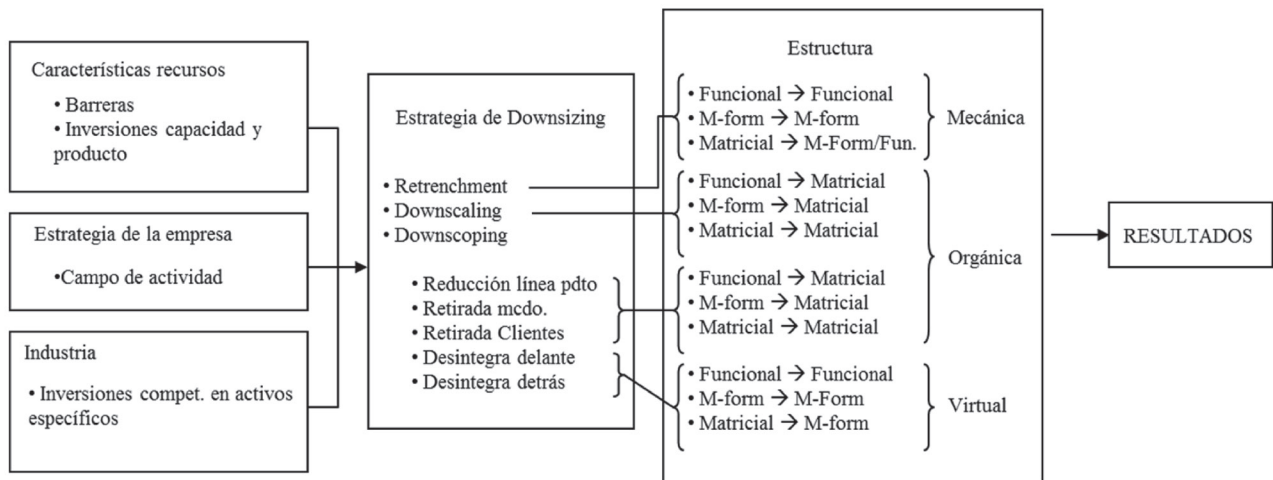 Características recursos
• Barreras
• Inversiones capacidad y
producto
Estrategia de la empresa
•Campo de actividad
Industria
• Inversiones compet. en activos
específicos
Estrategia de Downsizing
• Retrenchment
• Downscaling
• Downscoping
• Reducción línea pdto
• Retirada mcdo.
• Retirada Clientes
• Desintegra delante
• Desintegra detrás
Estructura
• Funcional → Funcional
• M-form → M-form
• Matricial → M-Form/Fun.
Mecánica
• Funcional → Matricial
• M-form → Matricial
• Matricial → Matricial
• Funcional → Matricial
• M-form → Matricial
• Matricial → Matricial
Orgánica
• Funcional → Funcional
• M-form → M-Form
• Matricial → M-form
Virtual
RESULTADOS